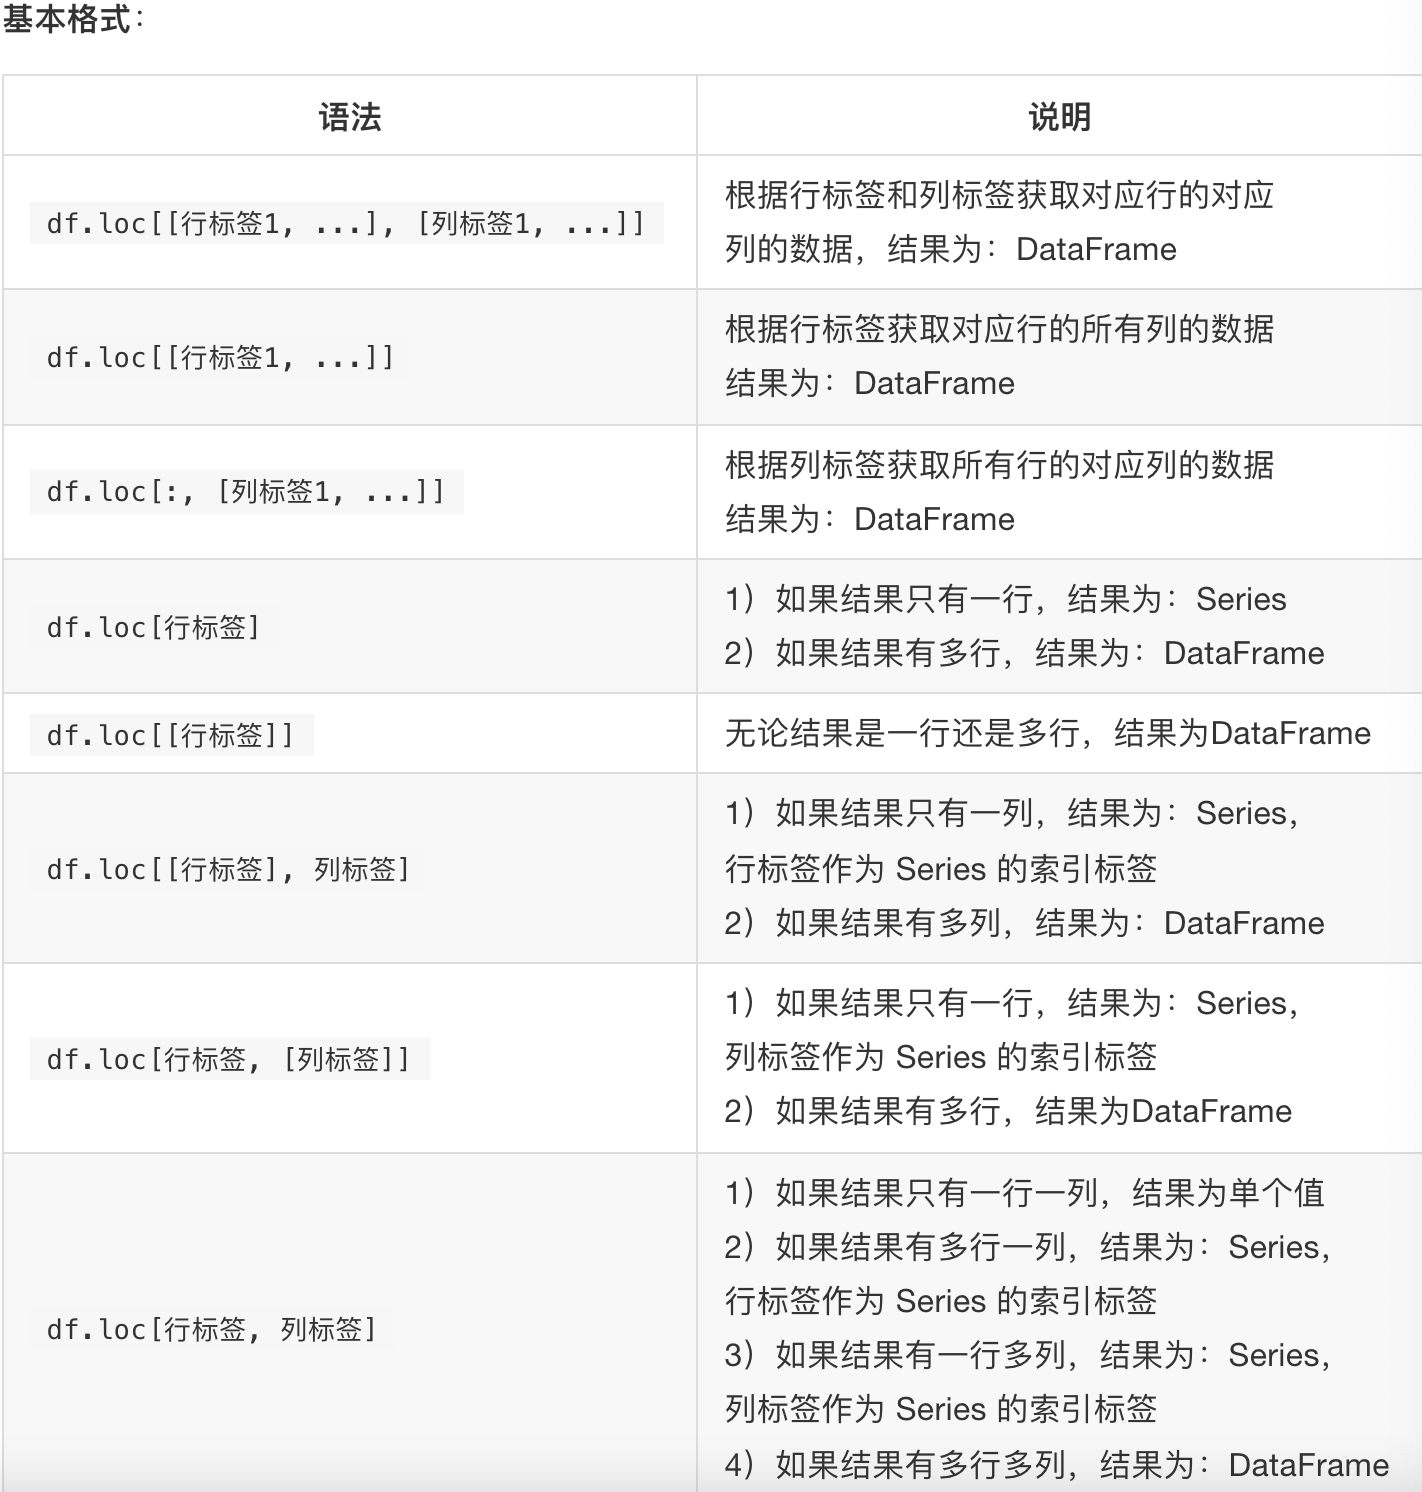 基本格式：
语法
说明
df.loc[[行标签1, ...], [列标签1, ...]]
根据行标签和列标签获取对应行的对应
列的数据，结果为：DataFrame
df.loc[[行标签1, ...]]
根据行标签获取对应行的所有列的数据
结果为：DataFrame
df.loc[:, [列标签1, ...]]
根据列标签获取所有行的对应列的数据
结果为：DataFrame
df.loc[行标签]
1）如果结果只有一行，结果为：Series
2）如果结果有多行，结果为：DataFrame
df.loc[[行标签]]
无论结果是一行还是多行，结果为DataFrame
df.loc[[行标签], 列标签]
1）如果结果只有一列，结果为：Series，
行标签作为 Series 的索引标签
2）如果结果有多列，结果为：DataFrame
df.loc[行标签, [列标签]]
1）如果结果只有一行，结果为：Series，
列标签作为 Series 的索引标签
2）如果结果有多行，结果为DataFrame
df.loc[行标签, 列标签]
1）如果结果只有一行一列，结果为单个值
2）如果结果有多行一列，结果为：Series，
行标签作为 Series 的索引标签
3）如果结果有一行多列，结果为：Series，
列标签作为 Series 的索引标签
4）如果结果有多行多列，结果为：DataFrame